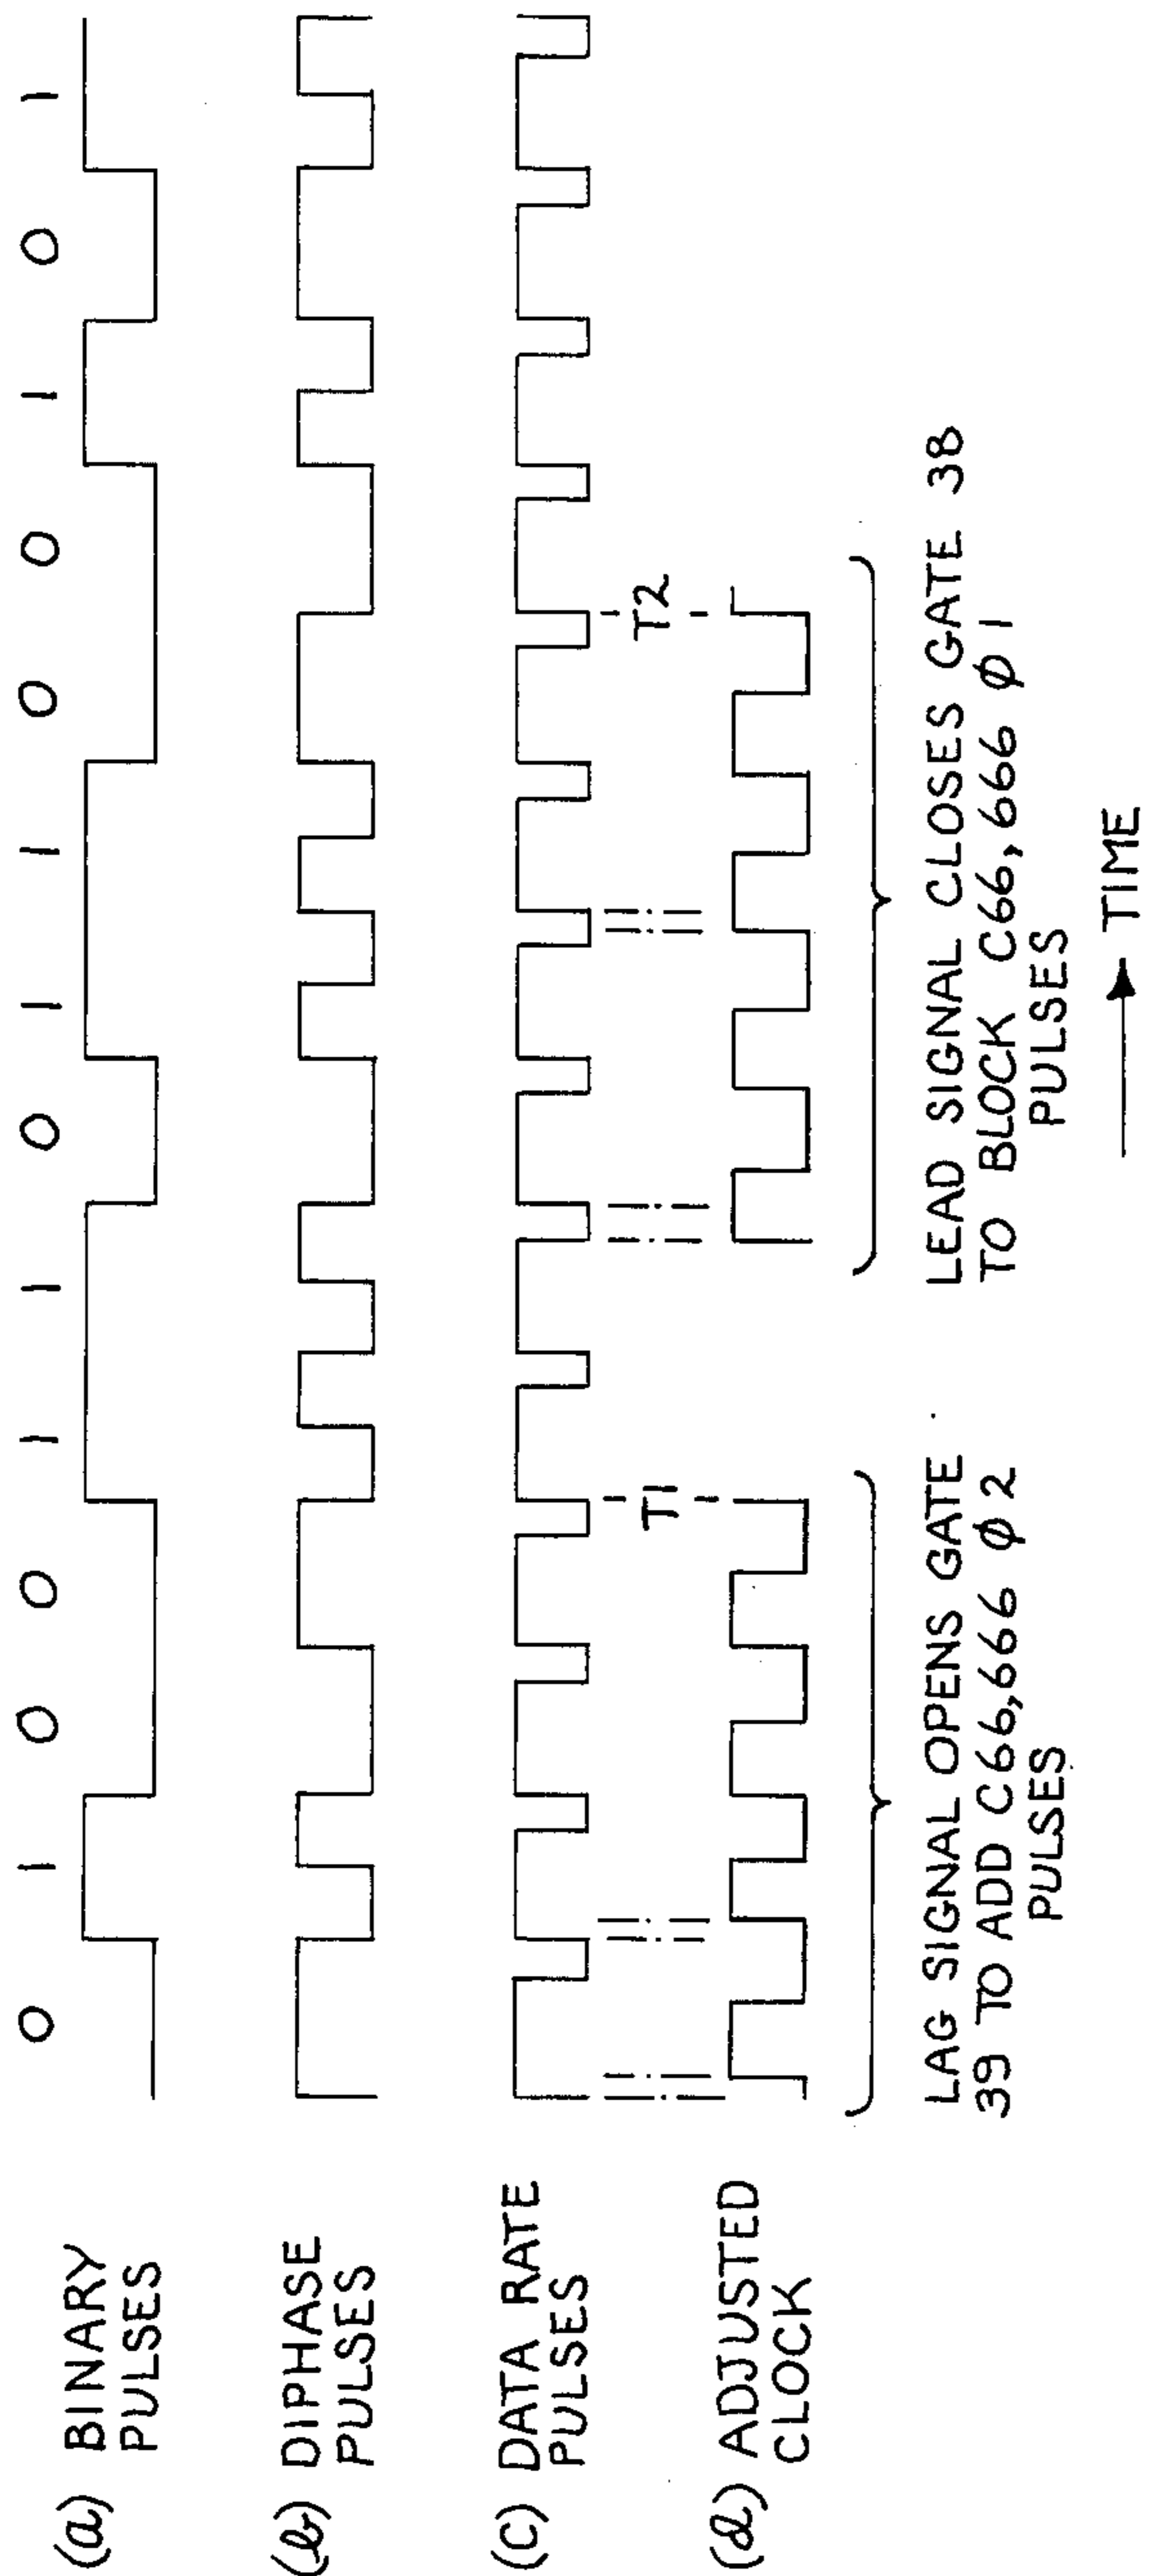 0 1 0 0 1 1 0 1 1 0 0 1 0 1
(a) BINARY
PULSES
(b) DIPHASE
PULSES
(c) DATA RATE
PULSES
T1
T2
(d) ADJUSTED
CLOCK
LAG SIGNAL OPENS GATE
39 TO ADD C66,666 φ2
PULSES
LEAD SIGNAL CLOSES GATE 38
TO BLOCK C66,666 φ1
PULSES
TIME